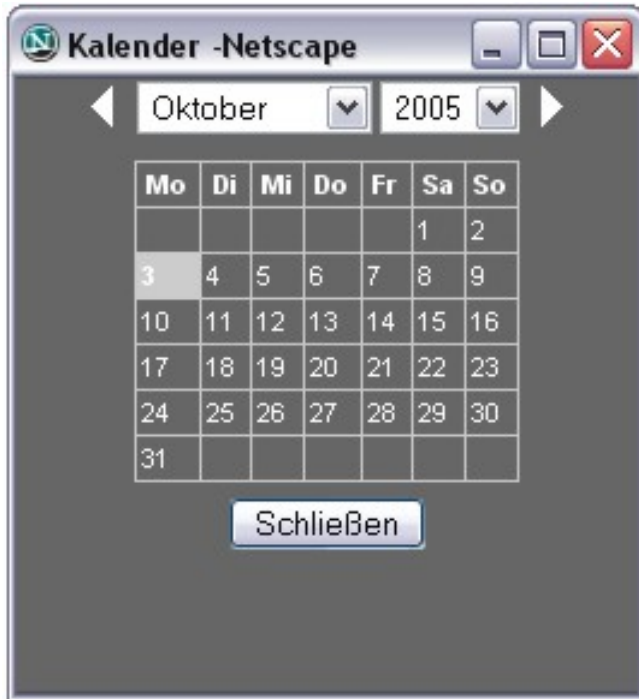 Kalender -Netscape
Oktober 2005
Mo Di Mi Do Fr Sa So
1 2
3 4 5 6 7 8 9
10 11 12 13 14 15 16
17 18 19 20 21 22 23
24 25 26 27 28 29 30
31
Schließen